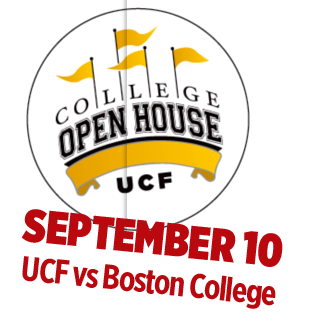 COLLEGE
OPEN HOUSE
UCF
SEPTEMBER 10
UCF vs Boston College